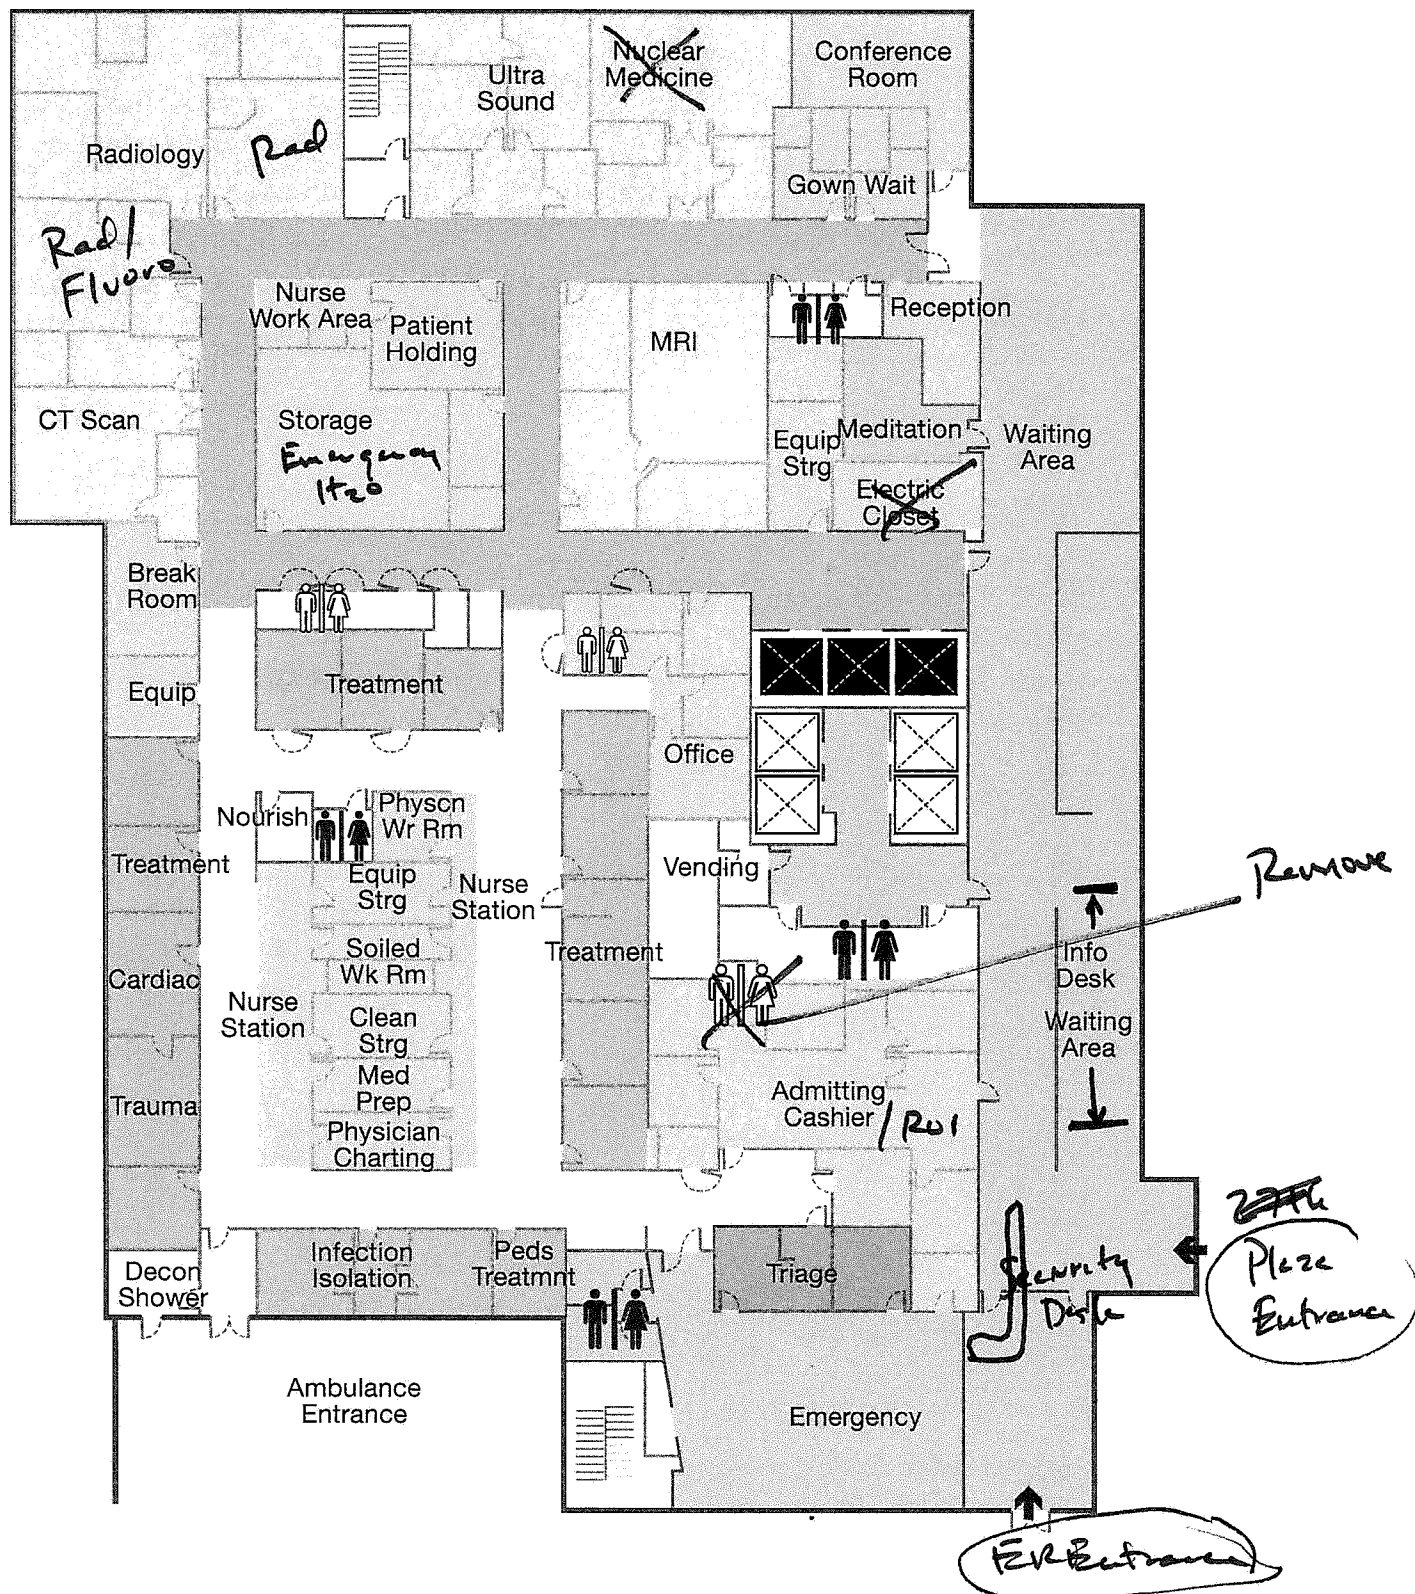 Nuclear
Medicine
Conference
Room
Ultra
Sound
Radiology
Rad
Gown Wait
Rad/
Fluoro
Nurse
Work Area
Patient
Holding
MRI
Reception
CT Scan
Storage
Emergency
H20
Equip
Strg
Meditation
Waiting
Area
Electric
Closet
Break
Room
Equip
Treatment
Office
Nourish
Physcn
Wr Rm
Vending
Treatment
Equip
Strg
Nurse
Station
Remove
Soiled
Wk Rm
Treatment
Info
Desk
Cardiac
Nurse
Station
Clean
Strg
Waiting
Area
Med
Prep
Trauma
Admitting
Cashier
/ROI
Physician
Charting
Infection
Isolation
Peds
Treatmnt
Triage
Security
Desk
27th
Plaza
Entrance
Decon
Shower
Ambulance
Entrance
Emergency
ER Entrance